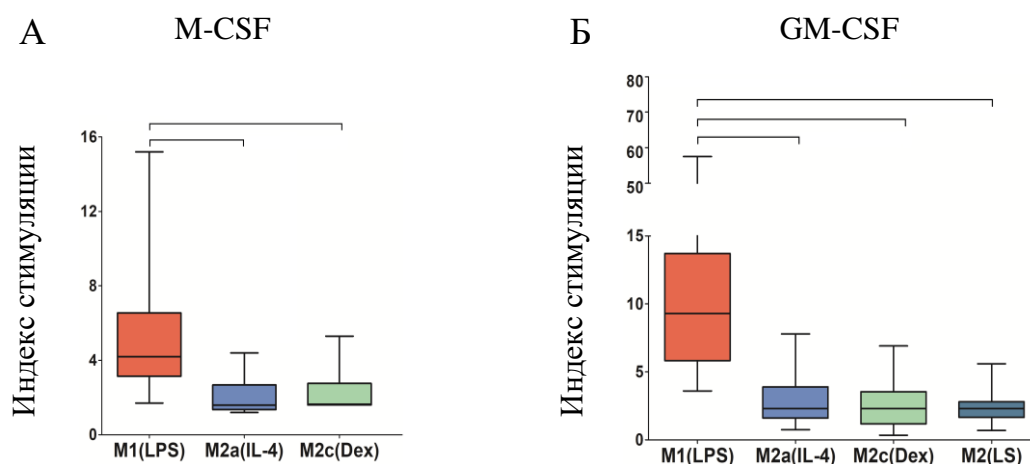 А
M-CSF
Индекс стимуляции
16
12
8
4
0
M1(LPS) M2a(IL-4) M2c(Dex)
Б
GM-CSF
Индекс стимуляции
80
70
60
50
15
10
5
0
M1(LPS) M2a(IL-4) M2c(Dex) M2(LS)